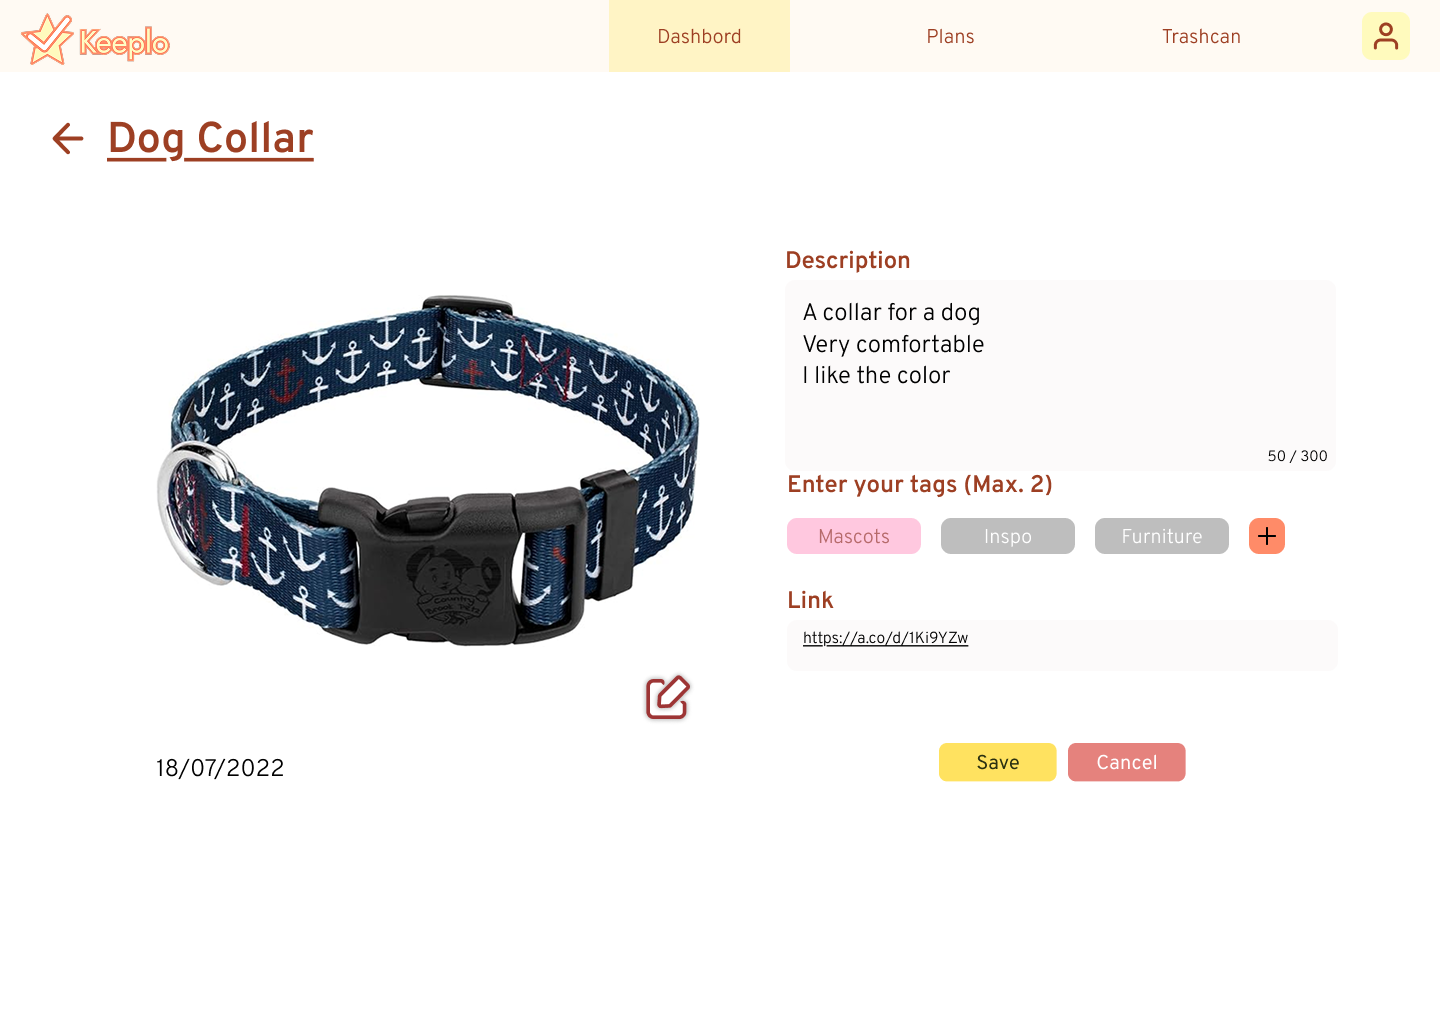 Keeplo
Dashbord
Plans
Trashcan
Dog Collar
Description
A collar for a dog
Very comfortable
I like the color
50 / 300
Enter your tags (Max. 2)
Mascots
Inspo
Furniture
Link
https://a.co/d/1Ki9YZw
Country
Brook Petz
18/07/2022
Save
Cancel